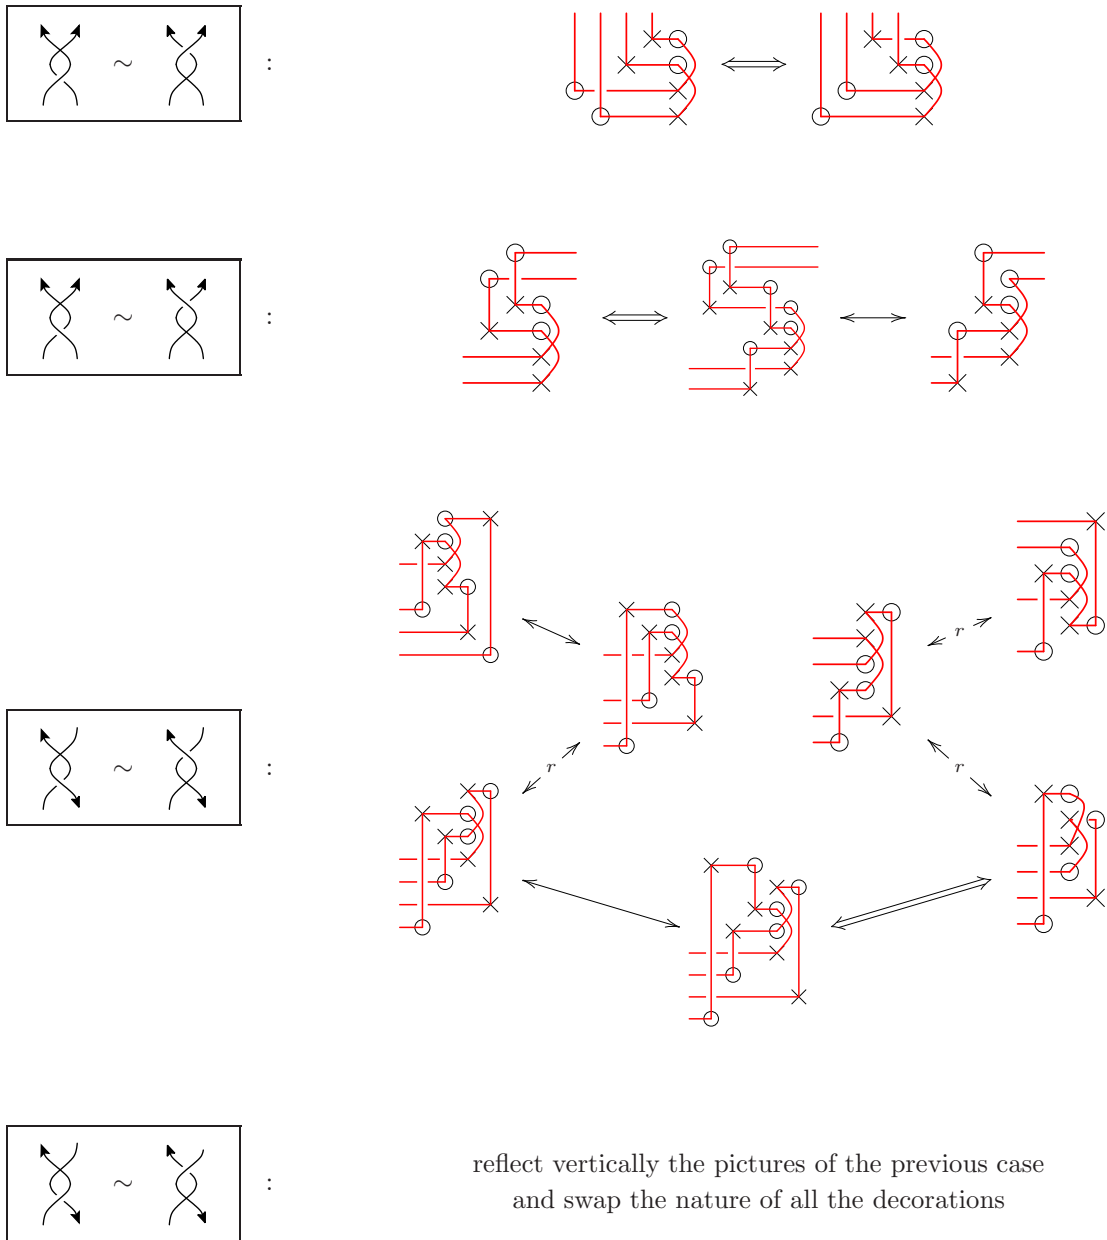 ~ :
~ :
r
r
r
~ :
reflect vertically the pictures of the previous case
~ :
and swap the nature of all the decorations